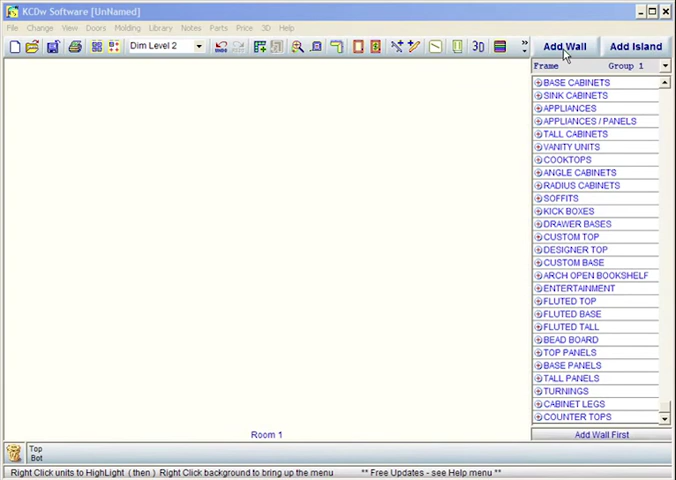 KCDw Software [UnNamed]
File Change View Doors Molding Library Notes Parts Price 3D Help
Dim Level 2 3D » Add Wall Add Island
Frame Group 1
BASE CABINETS
SINK CABINETS
APPLIANCES
APPLIANCES / PANELS
TALL CABINETS
VANITY UNITS
COOKTOPS
ANGLE CABINETS
RADIUS CABINETS
SOFFITS
KICK BOXES
DRAWER BASES
CUSTOM TOP
DESIGNER TOP
CUSTOM BASE
ARCH OPEN BOOKSHELF
ENTERTAINMENT
FLUTED TOP
FLUTED BASE
FLUTED TALL
BEAD BOARD
TOP PANELS
BASE PANELS
TALL PANELS
TURNINGS
CABINET LEGS
COUNTER TOPS
Room 1 Add Wall First
Top
Bot
Right Click units to HighLight ( then ) Right Click background to bring up the menu ** Free Updates - see Help menu **